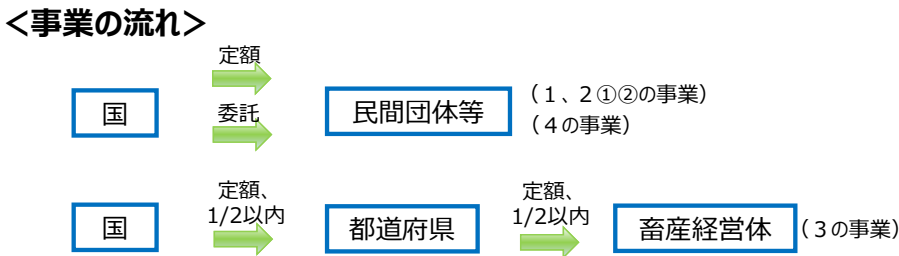 ＜事業の流れ＞
定額
国
委託
民間団体等
（１、２①②の事業）
（４の事業）
定額、
1/2以内
国
都道府県
定額、
1/2以内
畜産経営体
（３の事業）